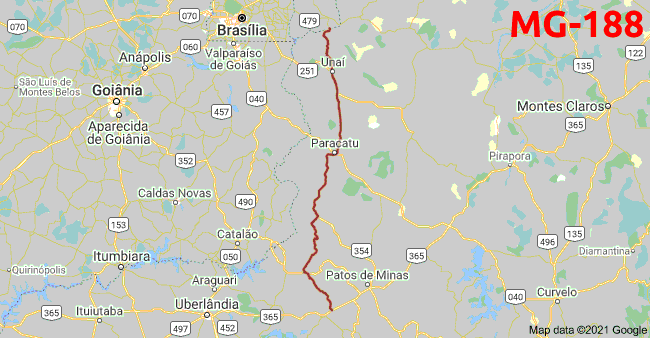 MG-188
070
Brasília
479
070
060
Valparaíso
de Goiás
Unaí
251
122
135
Anápolis
São Luís de
Montes Belos
Goiânia
040
457
Montes Claros
365
Aparecida
de Goiânia
352
Paracatu
Pirapora
Caldas Novas
490
153
Catalão
496
135
354
365
Diamantina
050
Quirinópolis
Itumbiara
Araguari
Patos de Minas
365
Ituiutaba
Uberlândia
365
040
Curvelo
497
452
Map data ©2021 Google